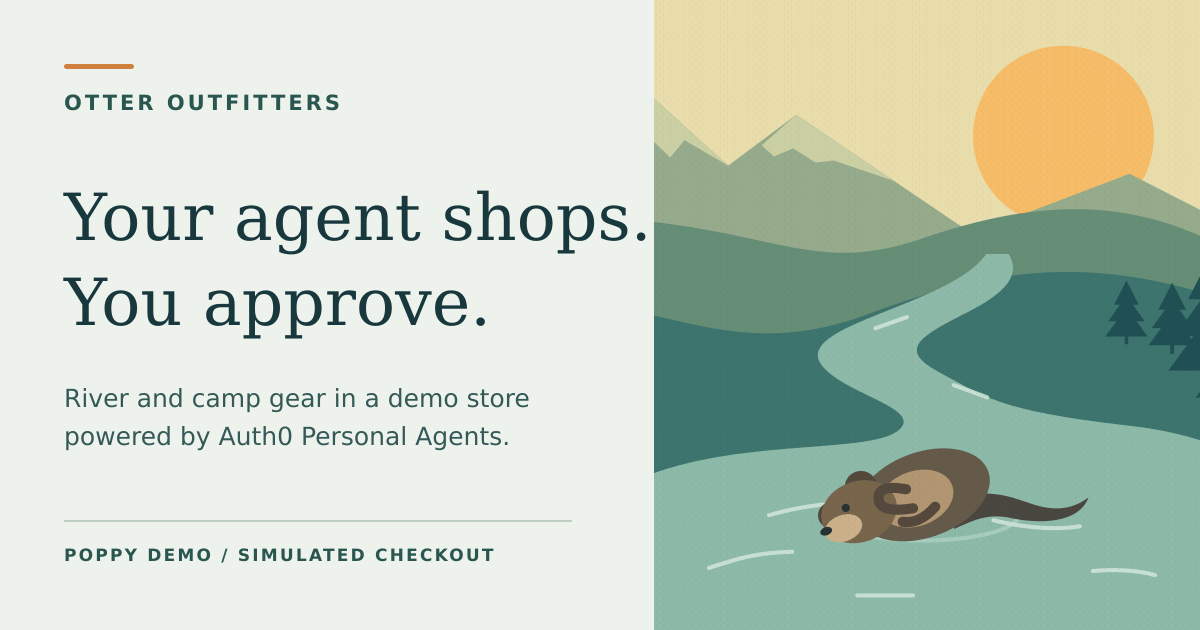 OTTER OUTFITTERS
Your agent shops.
You approve.
River and camp gear in a demo store
powered by Auth0 Personal Agents.
POPPY DEMO / SIMULATED CHECKOUT